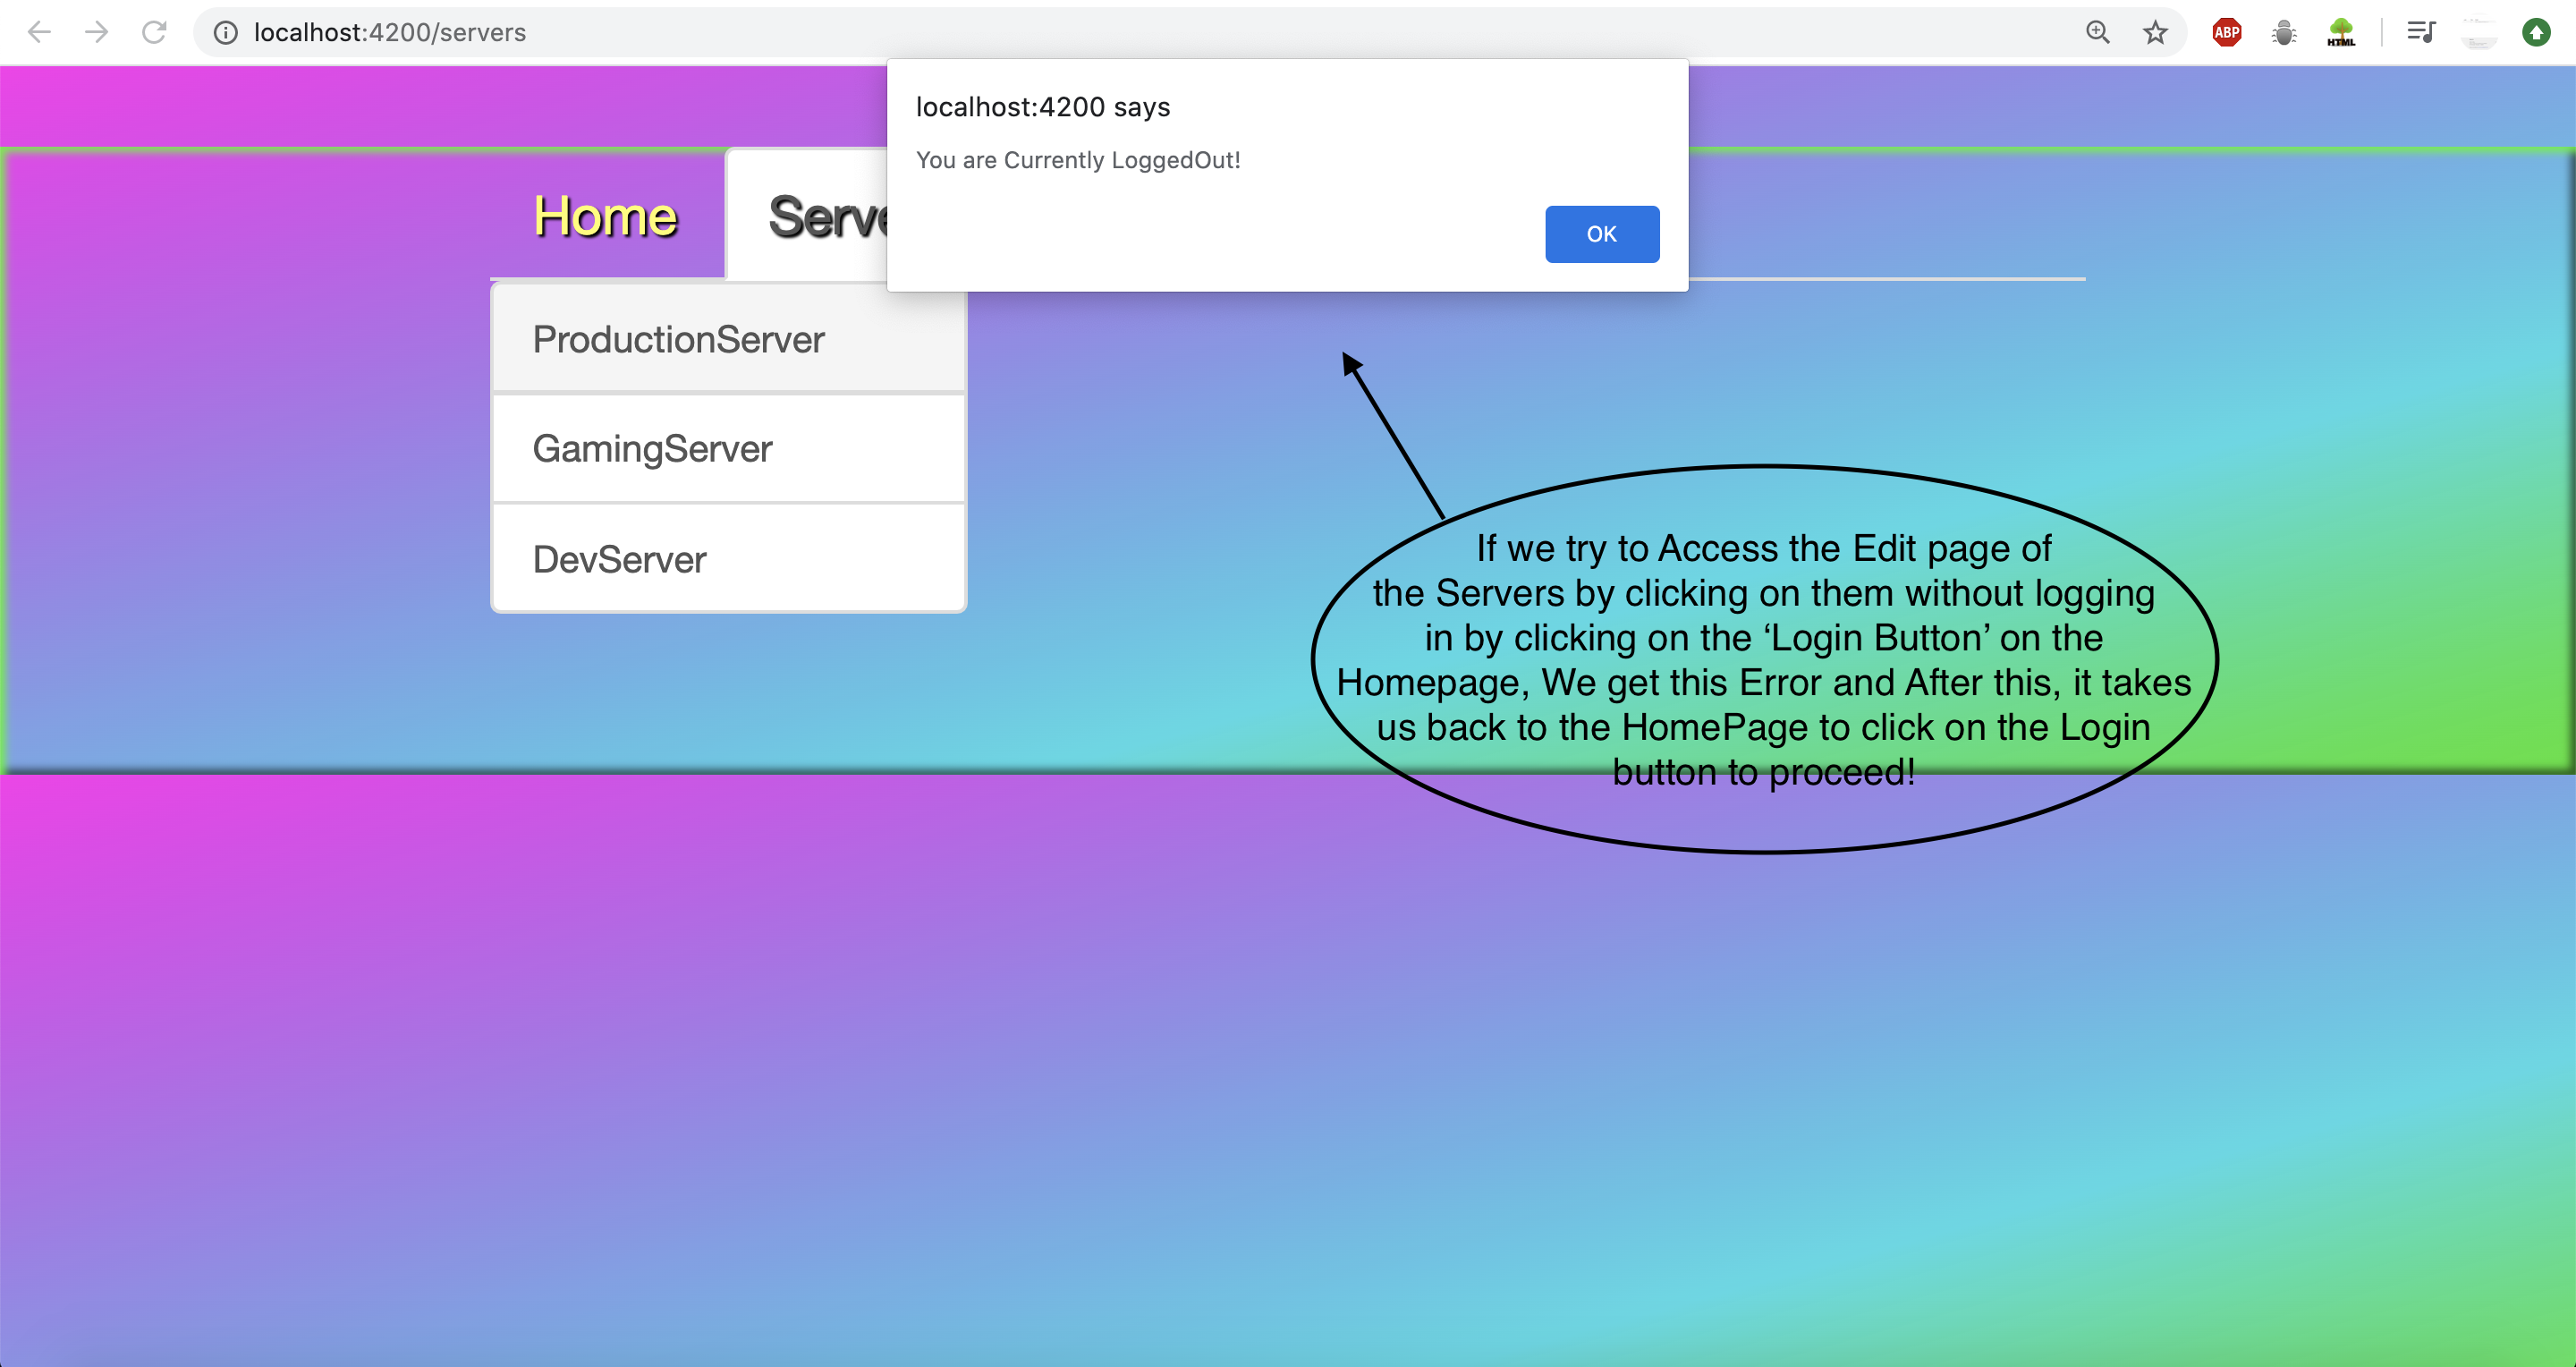 localhost:4200/servers
ABP
HTML
localhost:4200 says
You are Currently LoggedOut!
OK
Home
Serve
ProductionServer
GamingServer
DevServer
If we try to Access the Edit page of
the Servers by clicking on them without logging
in by clicking on the ‘Login Button’ on the
Homepage, We get this Error and After this, it takes
us back to the HomePage to click on the Login
button to proceed!